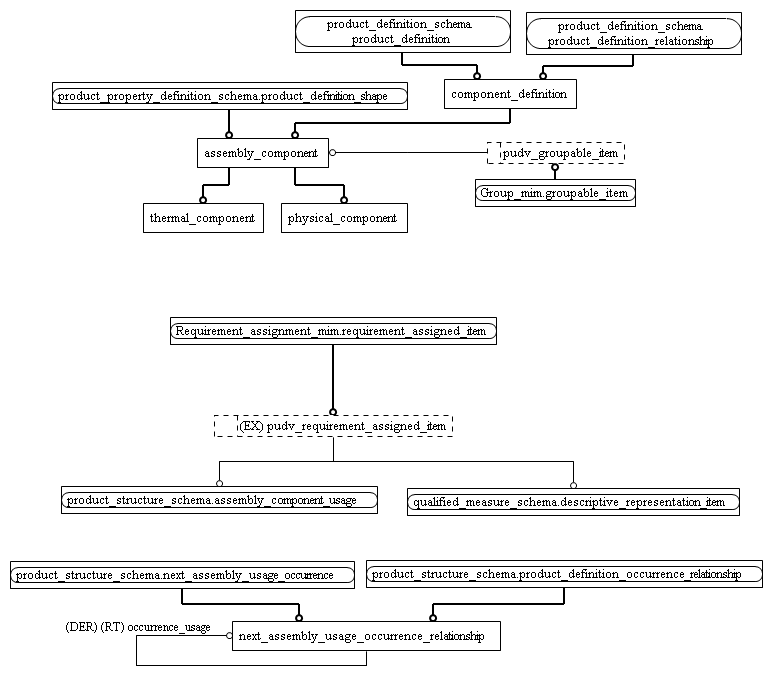 product_definition_schema.
product_definition
product_definition_schema.
product_definition_relationship
product_property_definition_schema.product_definition_shape
component_definition
assembly_component
pudv_groupable_item
Group_mim.groupable_item
thermal_component
physical_component
Requirement_assignment_mim.requirement_assigned_item
(EX) pudv_requirement_assigned_item
product_structure_schema.assembly_component_usage
qualified_measure_schema.descriptive_representation_item
product_structure_schema.next_assembly_usage_occurrence
product_structure_schema.product_definition_occurrence_relationship
(DER) (RT) occurrence_usage
next_assembly_usage_occurrence_relationship